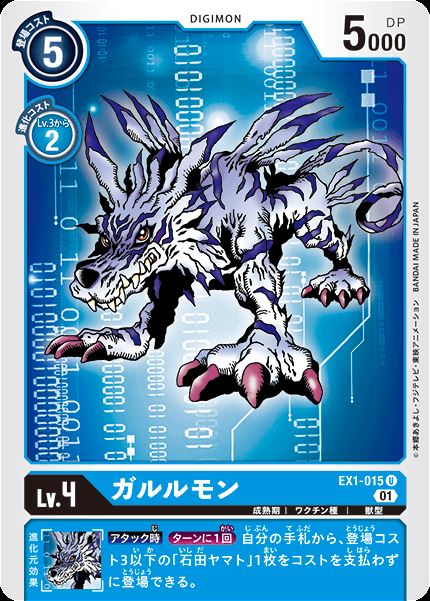 DIGIMON
登場コスト
5
DP
5000
進化コスト
Lv.3から
2
©本郷あきよし・フジテレビ・東映アニメーション BANDAI MADE IN JAPAN
EX1-015 U
01
Lv.4
ガルルモン
成熟期 | ワクチン種 | 獣型
進化元効果
アタック時 ターンに1回 自分の手札から、登場コス
ト3以下の「石田ヤマト」1枚をコストを支払わず
に登場できる。